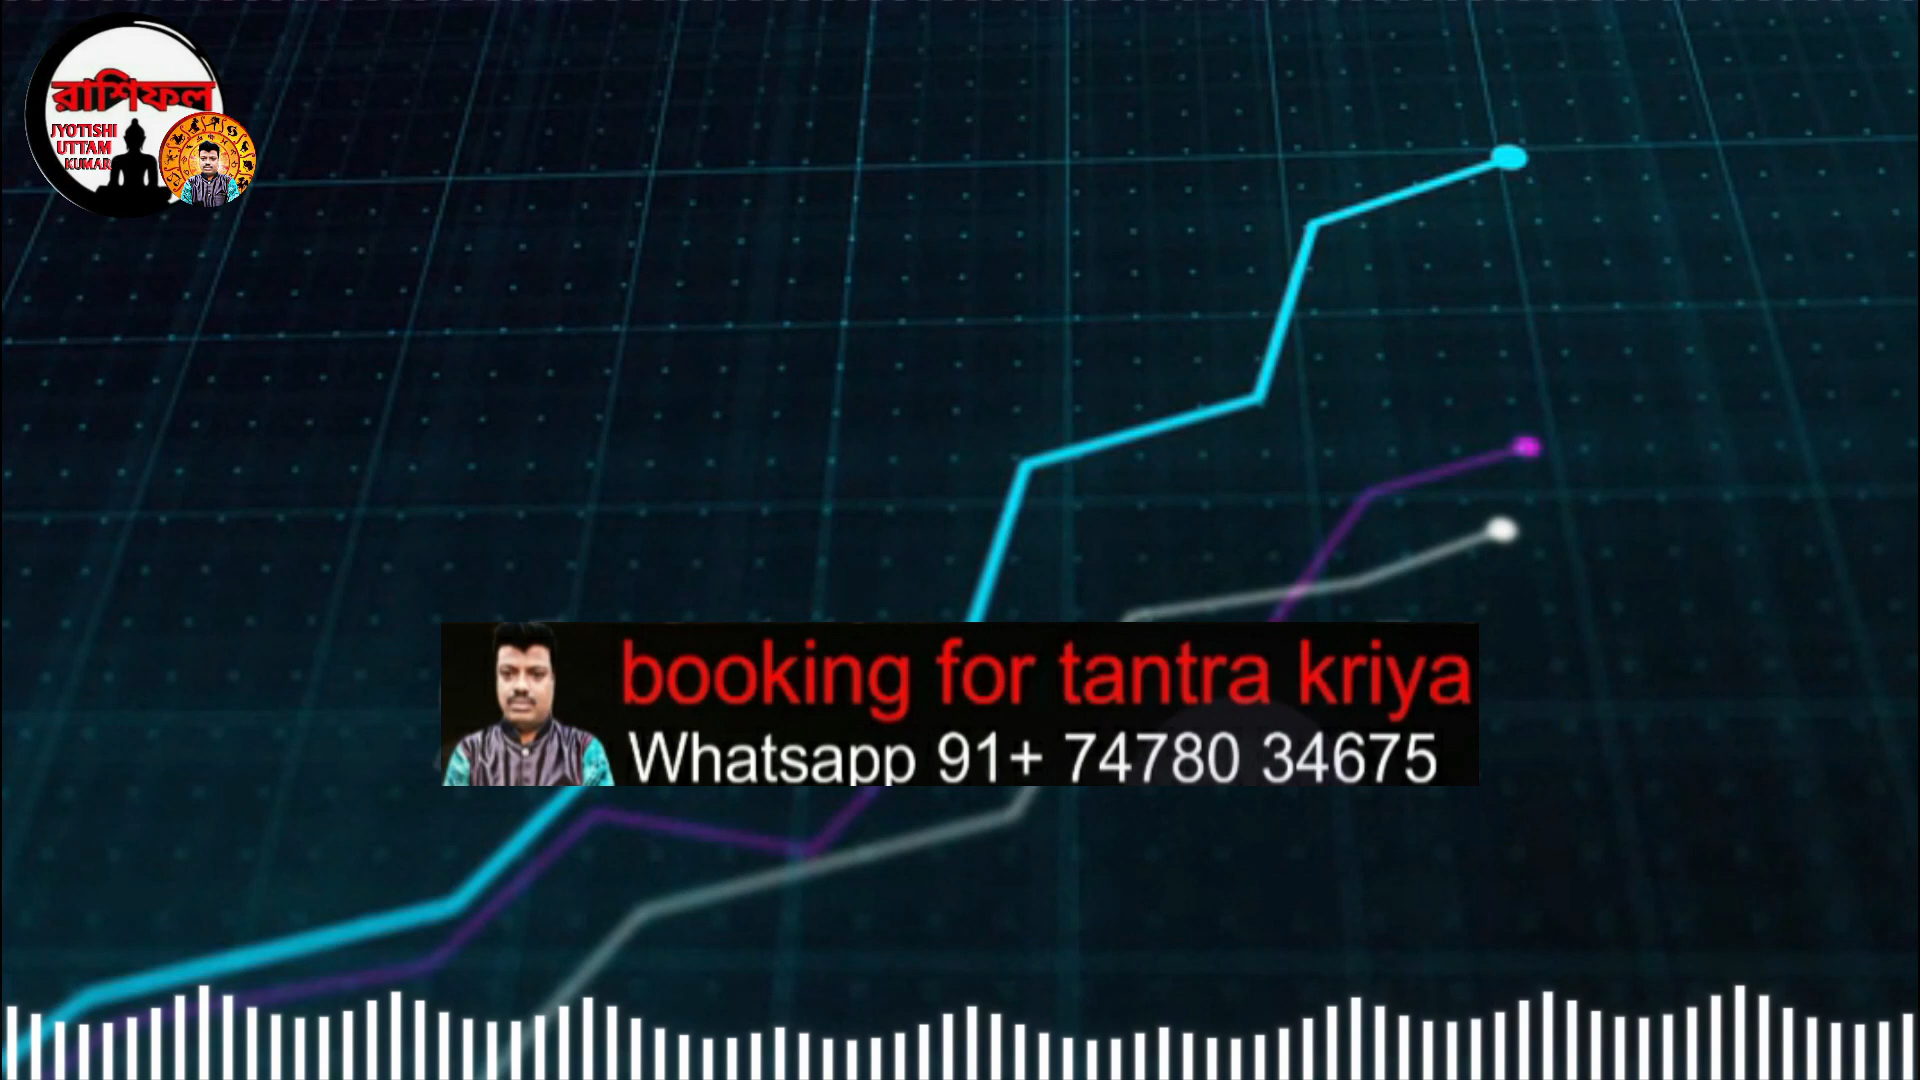 রাশিফল
JYOTISHI
UTTAM
KUMAR
booking for tantra kriya
Whatsapp 91+ 74780 34675